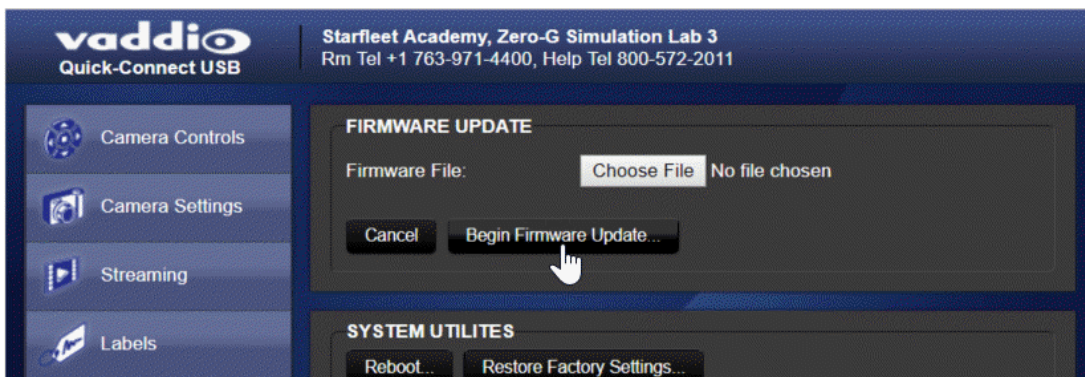 vaddio
Quick-Connect USB
Starfleet Academy, Zero-G Simulation Lab 3
Rm Tel +1 763-971-4400, Help Tel 800-572-2011
Camera Controls
Camera Settings
Streaming
Labels
FIRMWARE UPDATE
Firmware File: Choose File No file chosen
Cancel Begin Firmware Update...
SYSTEM UTILITES
Reboot... Restore Factory Settings...